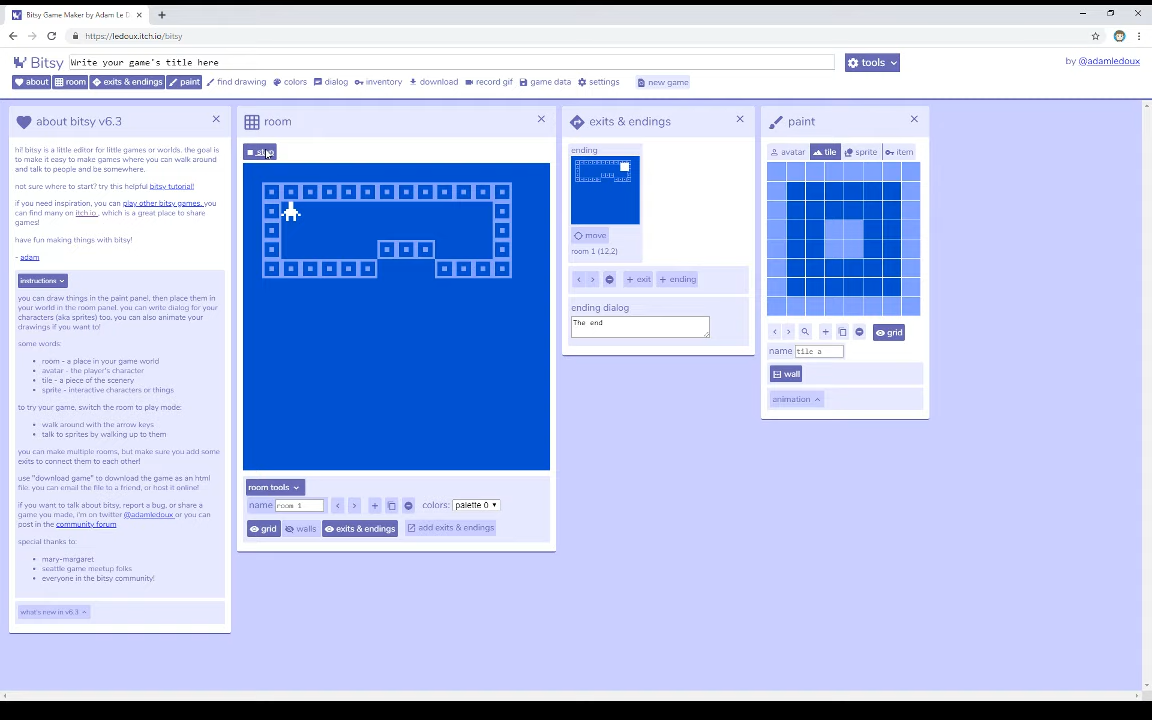 Bitsy Game Maker by Adam Le D
https://ledoux.itch.io/bitsy
Bitsy
Write your game's title here
tools
by @adamledoux
about
room
exits & endings
paint
find drawing
colors
dialog
inventory
download
record gif
game data
settings
new game
about bitsy v6.3
hi! bitsy is a little editor for little games or worlds. the goal is
to make it easy to make games where you can walk around
and talk to people and be somewhere.
not sure where to start? try this helpful bitsy tutorial!
if you need inspiration, you can play other bitsy games. you
can find many on itch.io, which is a great place to share
games!
have fun making things with bitsy!
- adam
instructions
you can draw things in the paint panel, then place them in
your world in the room panel. you can write dialog for your
characters (aka sprites) too. you can also animate your
drawings if you want to!
some words:
• room - a place in your game world
• avatar - the player's character
• tile - a piece of the scenery
• sprite - interactive characters or things
to try your game, switch the room to play mode:
• walk around with the arrow keys
• talk to sprites by walking up to them
you can make multiple rooms, but make sure you add some
exits to connect them to each other!
use "download game" to download the game as an html
file. you can email the file to a friend, or host it online!
if you want to talk about bitsy, report a bug, or share a
game you made, i'm on twitter @adamledoux or you can
post in the community forum
special thanks to:
• mary-margaret
• seattle game meetup folks
• everyone in the bitsy community!
what's new in v6.3
room
stop
room tools
name room 1
colors: palette 0
grid
walls
exits & endings
add exits & endings
exits & endings
ending
move
room 1 (12,2)
+ exit
+ ending
ending dialog
The end
paint
avatar
tile
sprite
item
grid
name tile a
wall
animation